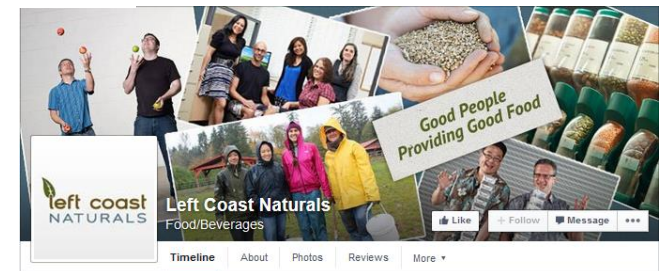 Good People
Providing Good Food
left coast
NATURALS
Left Coast Naturals
Food/Beverages
Like
+ Follow
Message
Timeline
About
Photos
Reviews
More